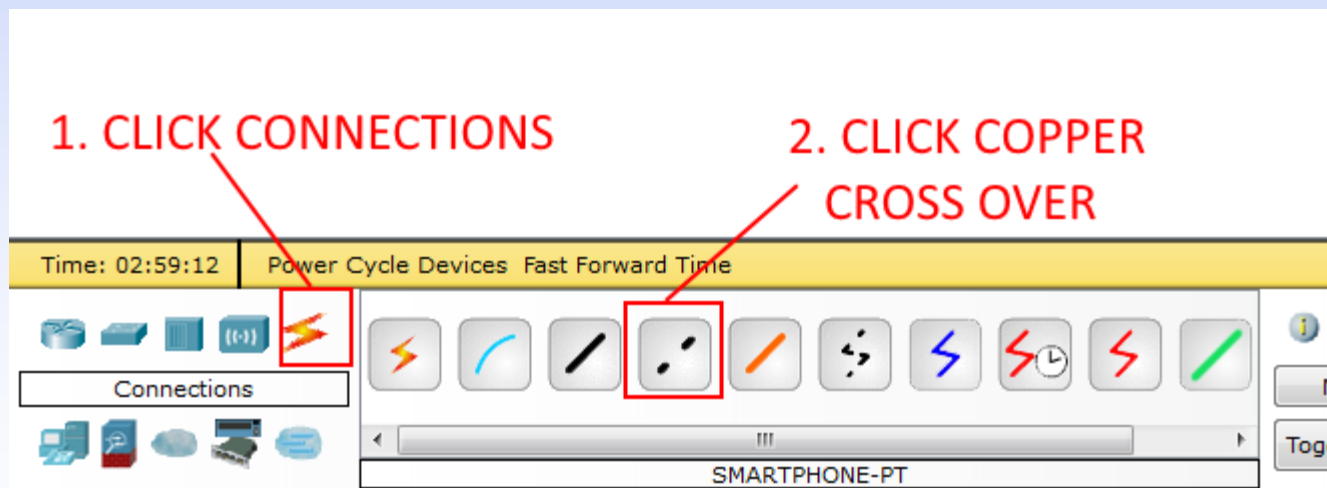 1. CLICK CONNECTIONS
2. CLICK COPPER
CROSS OVER
Time: 02:59:12
Power Cycle Devices Fast Forward Time
Connections
SMARTPHONE-PT